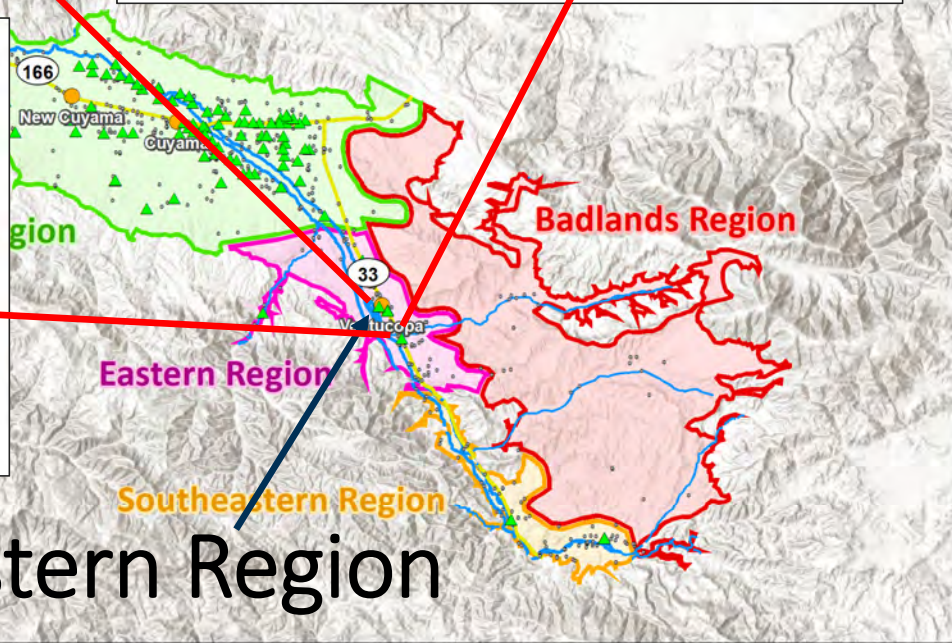 166
New Cuyama
Cuyama
gion
Badlands Region
33
Ventucopa
Eastern Region
Southeastern Region
stern Region